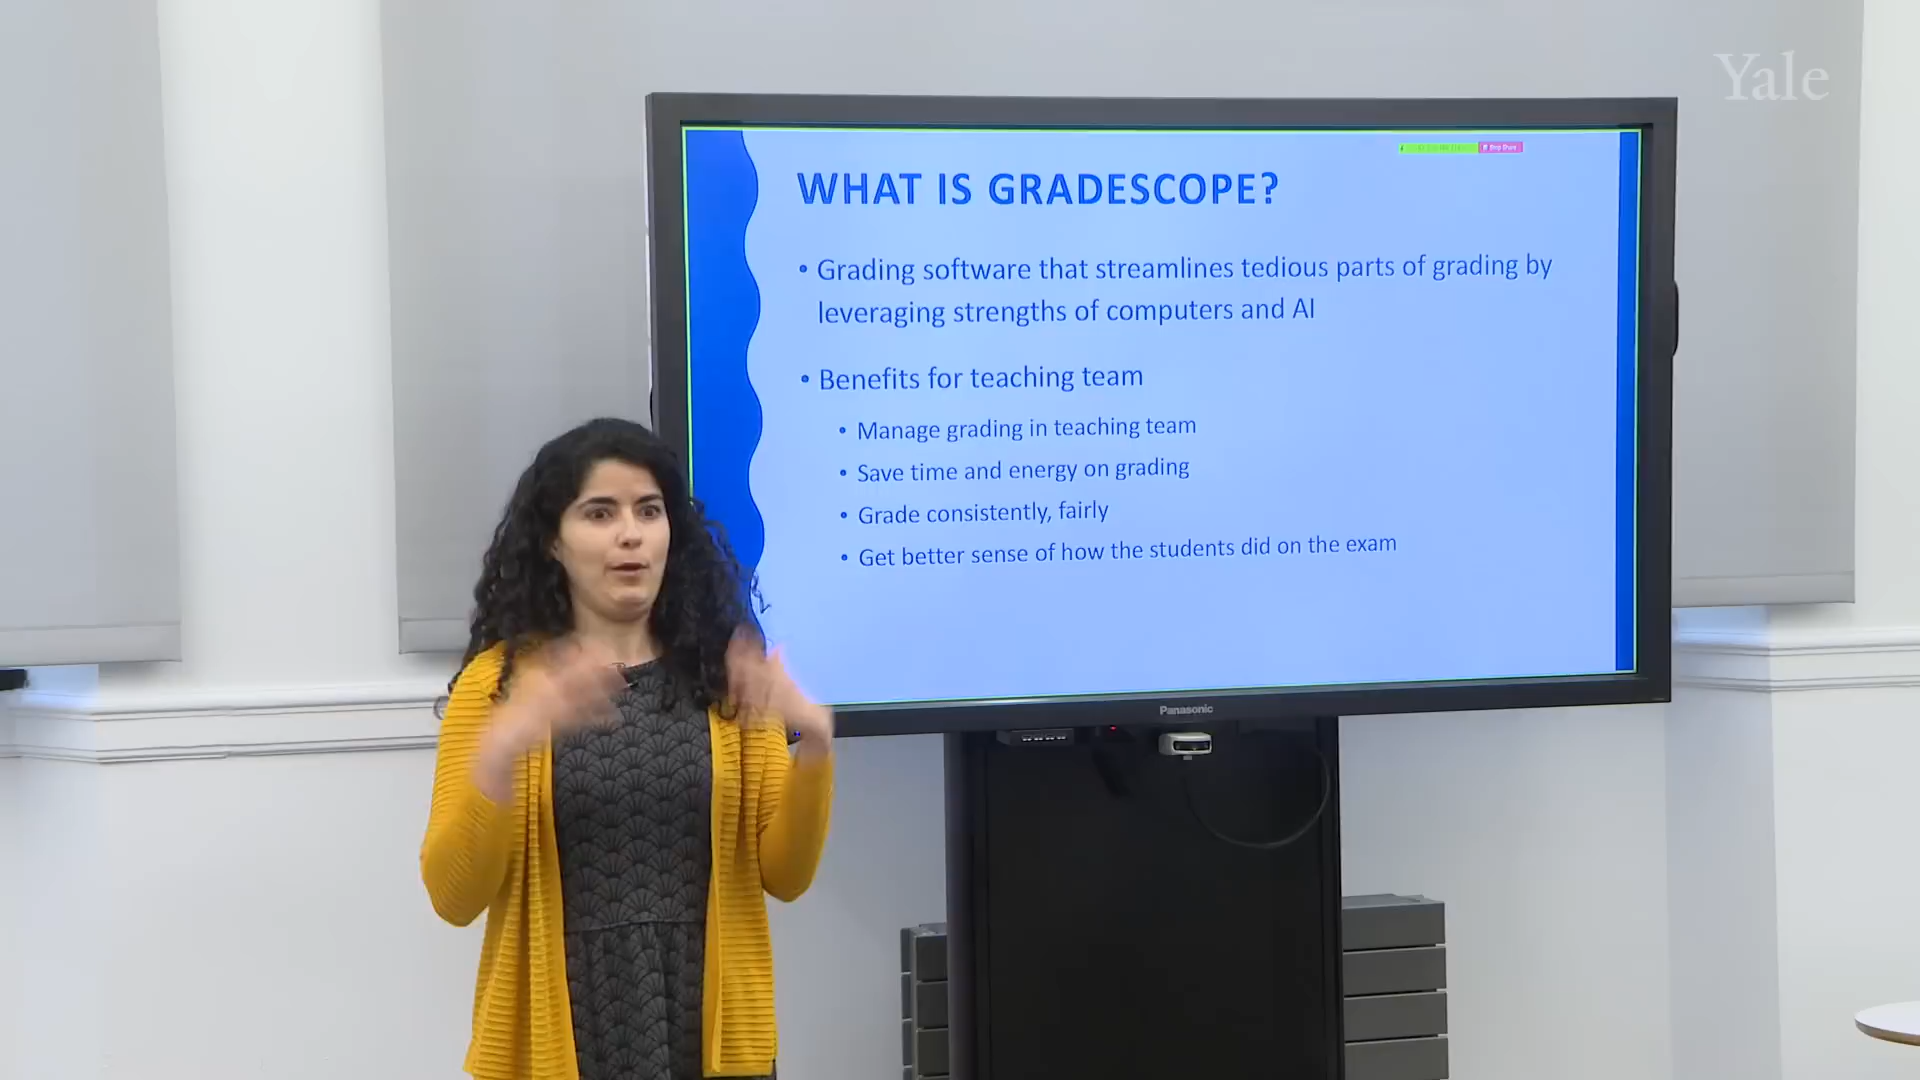 Yale
Stop Share
WHAT IS GRADESCOPE?
• Grading software that streamlines tedious parts of grading by
leveraging strengths of computers and AI
• Benefits for teaching team
• Manage grading in teaching team
• Save time and energy on grading
• Grade consistently, fairly
• Get better sense of how the students did on the exam
Panasonic